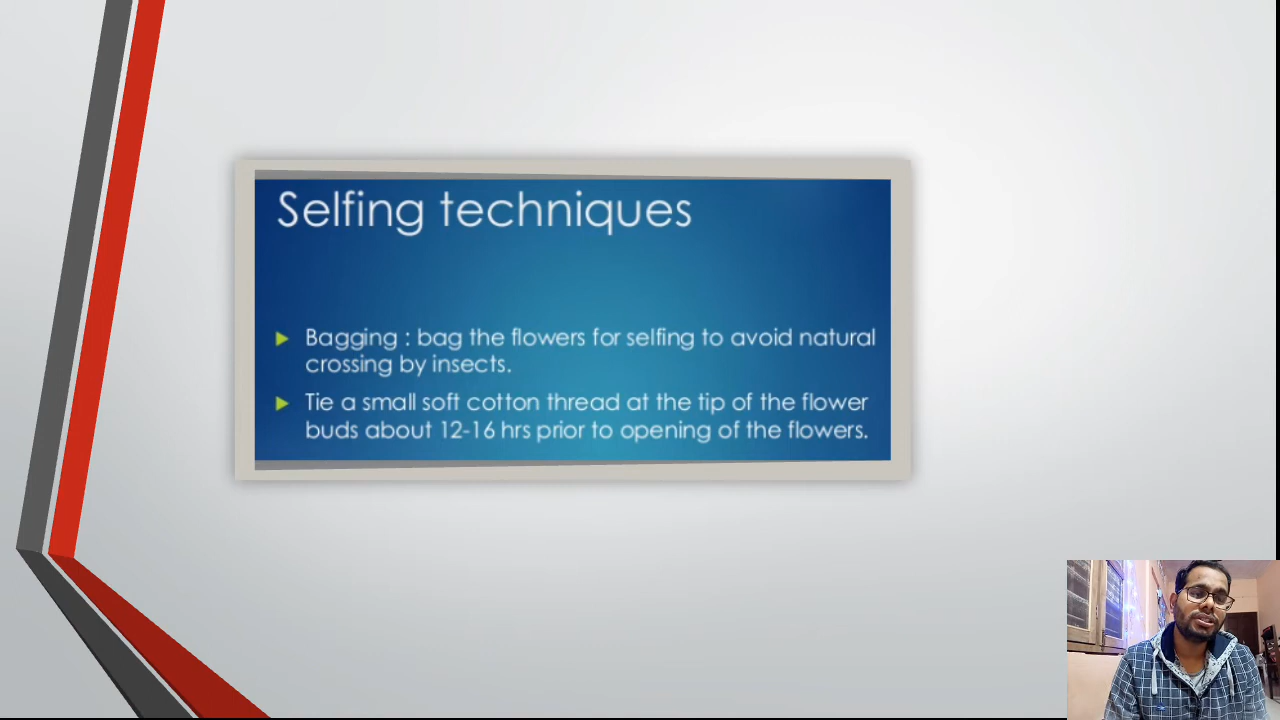 Selfing techniques
Bagging : bag the flowers for selfing to avoid natural
crossing by insects.
Tie a small soft cotton thread at the tip of the flower
buds about 12-16 hrs prior to opening of the flowers.